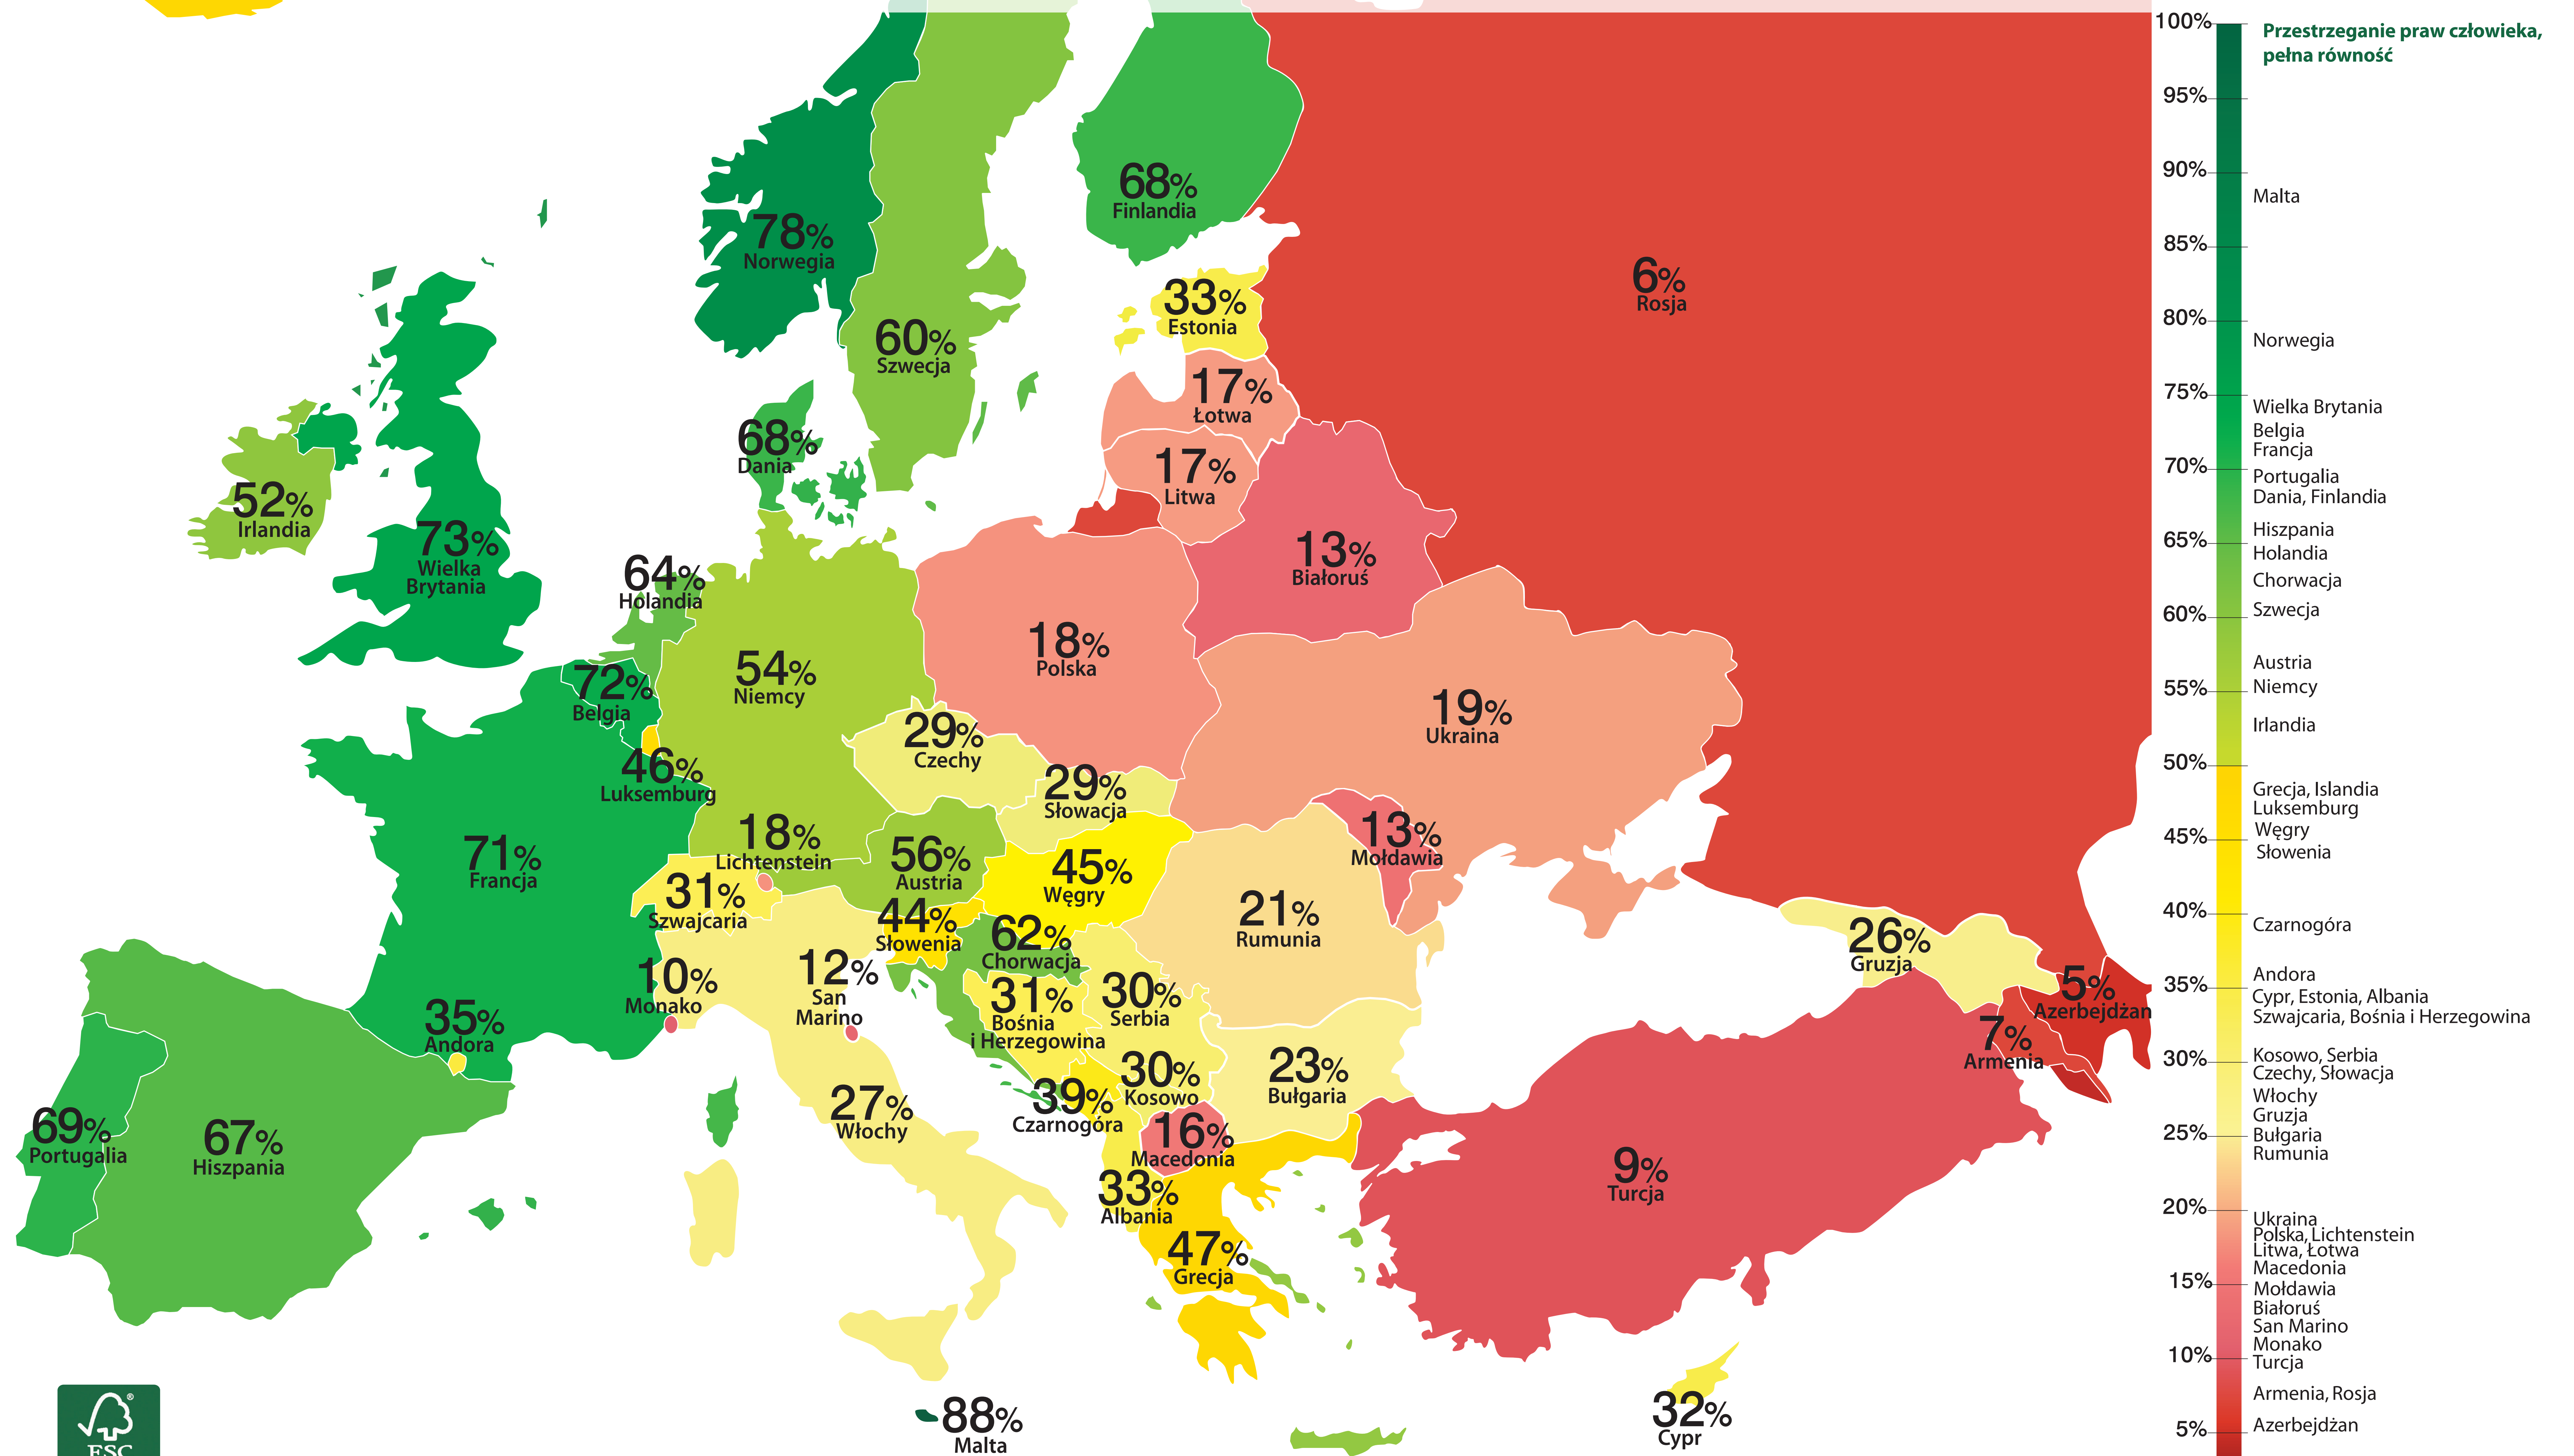 78%
Norwegia
68%
Finlandia
6%
Rosja
33%
Estonia
60%
Szwecja
17%
Łotwa
68%
Dania
17%
Litwa
52%
Irlandia
73%
Wielka
Brytania
13%
Białoruś
64%
Holandia
18%
Polska
54%
Niemcy
72%
Belgia
19%
Ukraina
29%
Czechy
46%
Luksemburg
29%
Słowacja
18%
Lichtenstein
56%
Austria
13%
Mołdawia
71%
Francja
45%
Węgry
31%
Szwajcaria
44%
Słowenia
62%
Chorwacja
21%
Rumunia
26%
Gruzja
10%
Monako
12%
San
Marino
31%
Bośnia
i Herzegowina
30%
Serbia
5%
Azerbejdżan
35%
Andora
7%
Armenia
30%
Kosowo
23%
Bułgaria
39%
Czarnogóra
27%
Włochy
69%
Portugalia
67%
Hiszpania
16%
Macedonia
9%
Turcja
33%
Albania
47%
Grecja
88%
Malta
32%
Cypr
®
FSC
100%
Przestrzeganie praw człowieka,
pełna równość
95%
90%
Malta
85%
80%
Norwegia
75%
Wielka Brytania
Belgia
Francja
70%
Portugalia
Dania, Finlandia
Hiszpania
65%
Holandia
Chorwacja
Szwecja
60%
Austria
Niemcy
55%
Irlandia
50%
Grecja, Islandia
Luksemburg
Węgry
45%
Słowenia
40%
Czarnogóra
Andora
35%
Cypr, Estonia, Albania
Szwajcaria, Bośnia i Herzegowina
Kosowo, Serbia
30%
Czechy, Słowacja
Włochy
Gruzja
25%
Bułgaria
Rumunia
20%
Ukraina
Polska, Lichtenstein
Litwa, Łotwa
Macedonia
15%
Mołdawia
Białoruś
San Marino
Monako
10%
Turcja
Armenia, Rosja
5%
Azerbejdżan